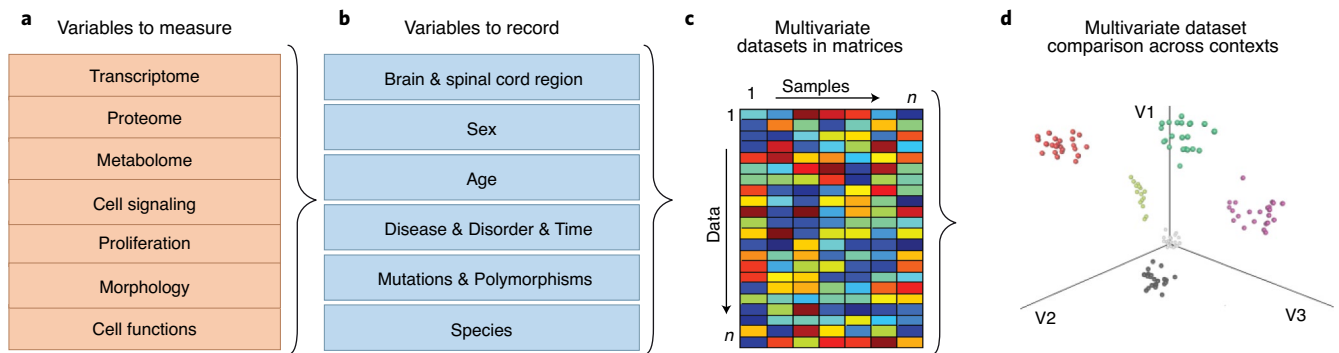 a
Variables to measure
Transcriptome
Proteome
Metabolome
Cell signaling
Proliferation
Morphology
Cell functions
b
Variables to record
Brain & spinal cord region
Sex
Age
Disease & Disorder & Time
Mutations & Polymorphisms
Species
c
Multivariate
datasets in matrices
Samples
1
n
1
Data
n
d
Multivariate dataset
comparison across contexts
V1
V2
V3